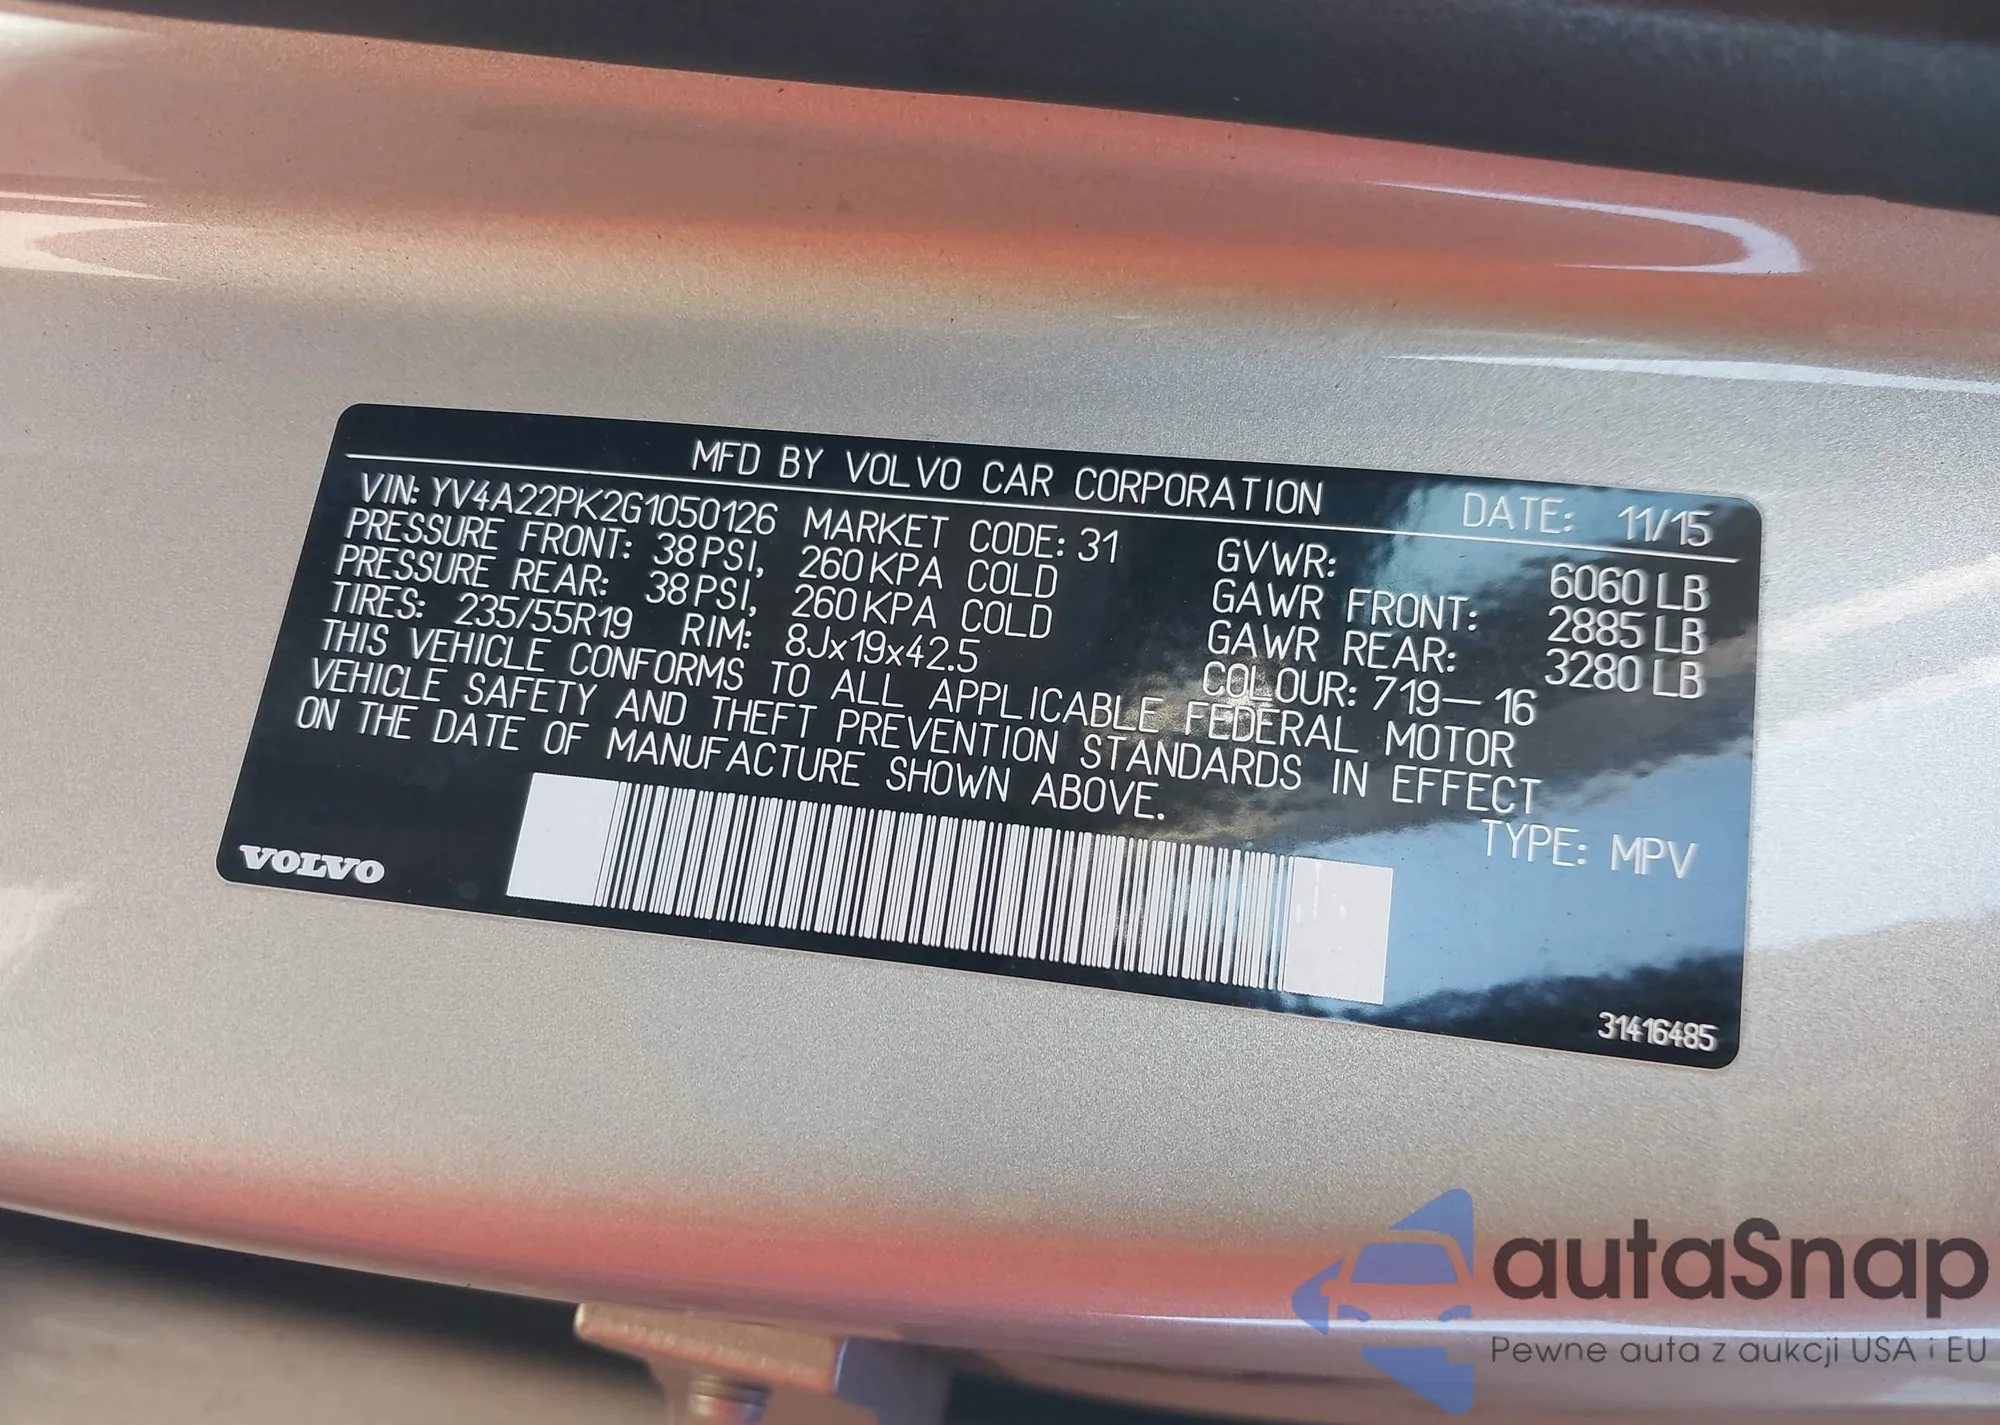 MFD BY VOLVO CAR CORPORATION DATE: 11/15
VIN: YV4A22PK2G1050126 MARKET CODE: 31 GVWR: 6060 LB
PRESSURE FRONT: 38 PSI, 260 KPA COLD GAWR FRONT: 2885 LB
PRESSURE REAR: 38 PSI, 260 KPA COLD GAWR REAR: 3280 LB
TIRES: 235/55R19 RIM: 8Jx19x42.5 COLOUR: 719-16
THIS VEHICLE CONFORMS TO ALL APPLICABLE FEDERAL MOTOR
VEHICLE SAFETY AND THEFT PREVENTION STANDARDS IN EFFECT
ON THE DATE OF MANUFACTURE SHOWN ABOVE.
TYPE: MPV
VOLVO
31416485
autaSnap
Pewne auta z aukcji USA i EU